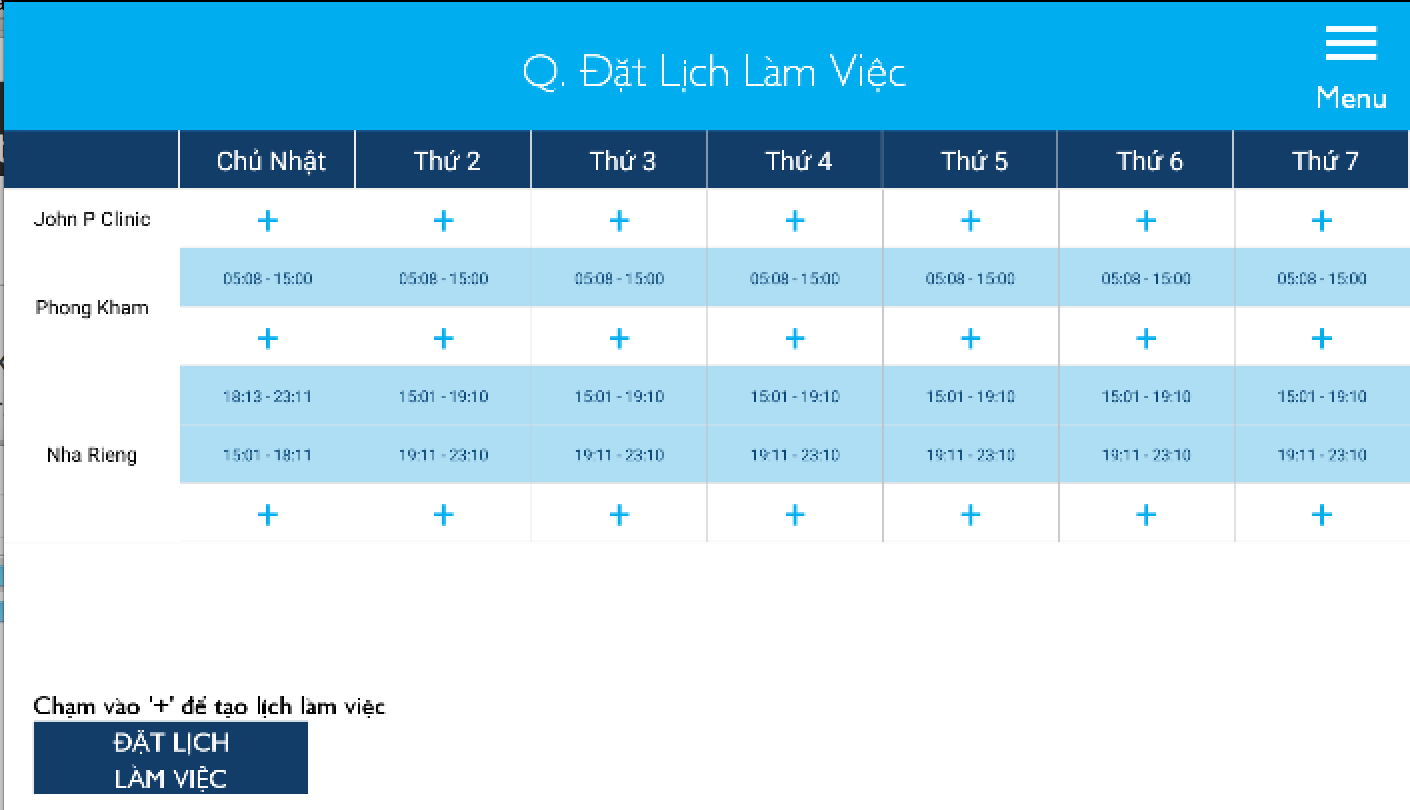 Q. Đặt Lịch Làm Việc
Menu
Chủ Nhật Thứ 2 Thứ 3 Thứ 4 Thứ 5 Thứ 6 Thứ 7
John P Clinic + + + + + + +
05:08 - 15:00 05:08 - 15:00 05:08 - 15:00 05:08 - 15:00 05:08 - 15:00 05:08 - 15:00 05:08 - 15:00
Phong Kham
+ + + + + + +
18:13 - 23:11 15:01 - 19:10 15:01 - 19:10 15:01 - 19:10 15:01 - 19:10 15:01 - 19:10 15:01 - 19:10
Nha Rieng 15:01 - 18:11 19:11 - 23:10 19:11 - 23:10 19:11 - 23:10 19:11 - 23:10 19:11 - 23:10 19:11 - 23:10
+ + + + + + +
Chạm vào '+' để tạo lịch làm việc
ĐẶT LỊCH
LÀM VIỆC